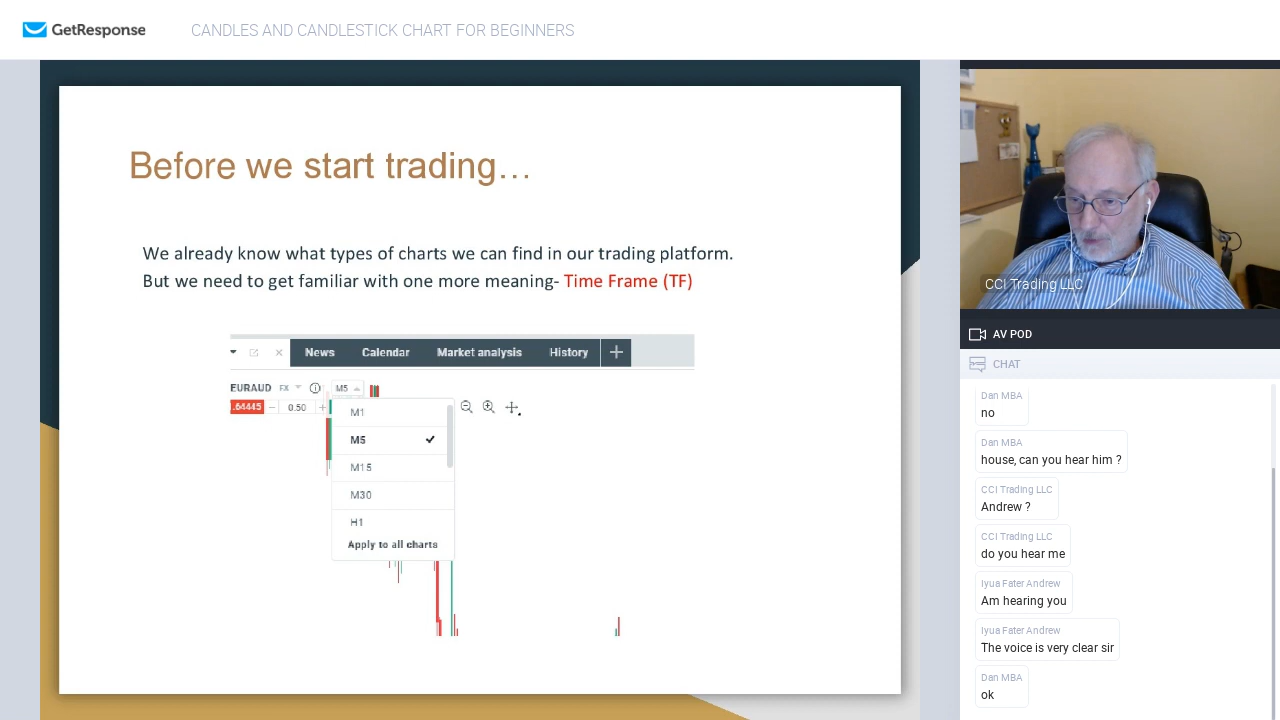 GetResponse
CANDLES AND CANDLESTICK CHART FOR BEGINNERS
Before we start trading...
We already know what types of charts we can find in our trading platform.
But we need to get familiar with one more meaning- Time Frame (TF)
News Calendar Market analysis History
EURAUD FX M5
.64445 0.50
M1
M5
M15
M30
H1
Apply to all charts
CCI Trading LLC
AV POD
CHAT
Dan MBA
no
Dan MBA
house, can you hear him ?
CCI Trading LLC
Andrew ?
CCI Trading LLC
do you hear me
Iyua Fater Andrew
Am hearing you
Iyua Fater Andrew
The voice is very clear sir
Dan MBA
ok